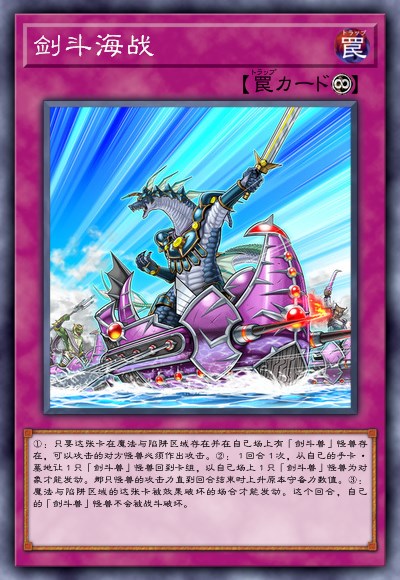 剑斗海战
トラップ
罠
トラップ
【罠カード】
①：只要这张卡在魔法与陷阱区域存在并在自己场上有「剑斗兽」怪兽存
在，可以攻击的对方怪兽必须作出攻击。②：1回合1次，从自己的手卡·
墓地让1只「剑斗兽」怪兽回到卡组，以自己场上1只「剑斗兽」怪兽为对
象才能发动。那只怪兽的攻击力直到回合结束时上升原本守备力数值。③：
魔法与陷阱区域的这张卡被效果破坏的场合才能发动。这个回合，自己
的「剑斗兽」怪兽不会被战斗破坏。